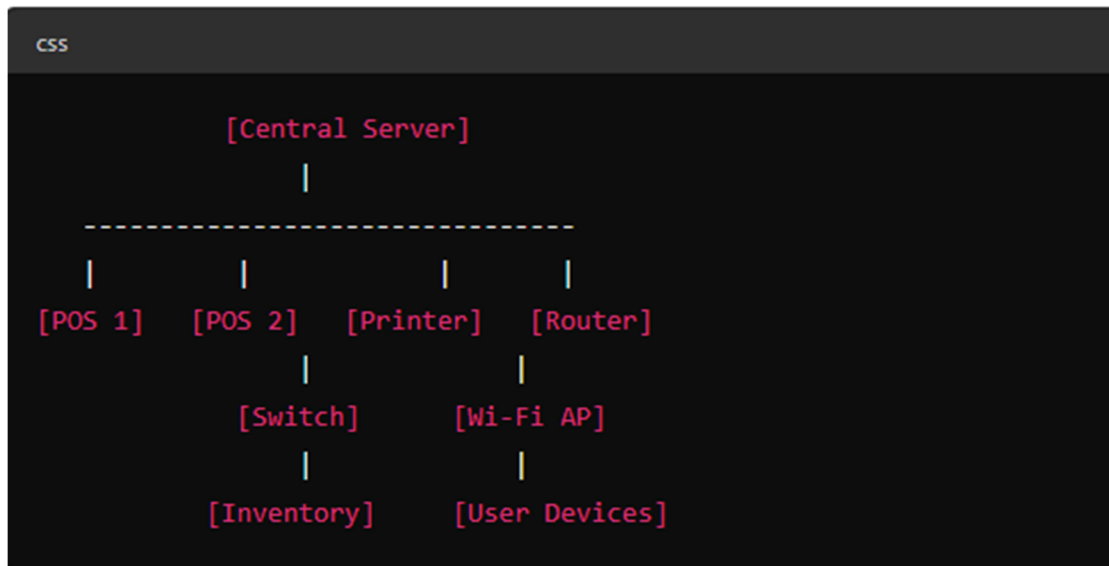 css
[Central Server]
|
--------------------------------
| | | |
[POS 1] [POS 2] [Printer] [Router]
| |
[Switch] [Wi-Fi AP]
| |
[Inventory] [User Devices]